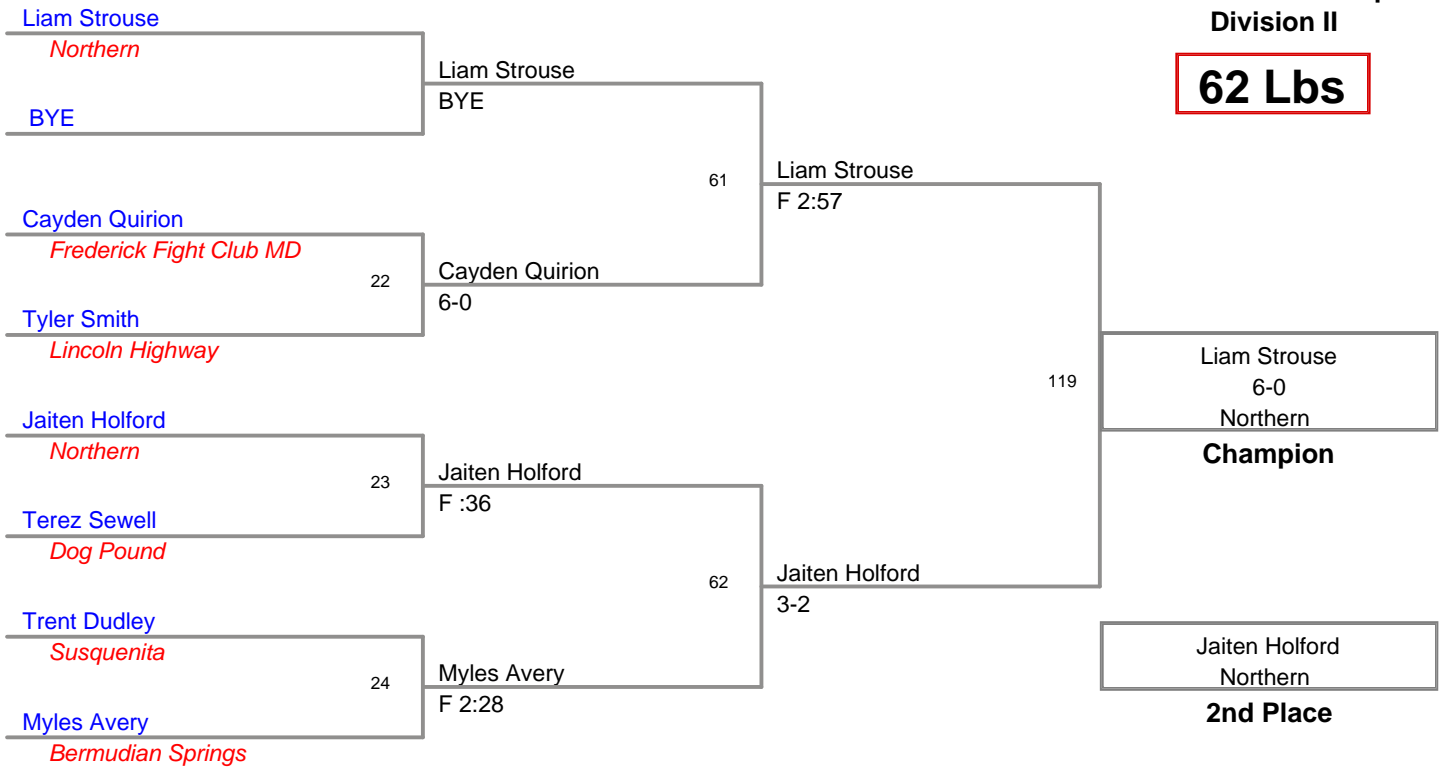 Division II
62 Lbs
Liam Strouse
Northern
BYE
Cayden Quirion
Frederick Fight Club MD
Tyler Smith
Lincoln Highway
Jaiten Holford
Northern
Terez Sewell
Dog Pound
Trent Dudley
Susquenita
Myles Avery
Bermudian Springs
22
23
24
Liam Strouse
BYE
Cayden Quirion
6-0
Jaiten Holford
F :36
Myles Avery
F 2:28
61
62
Liam Strouse
F 2:57
Jaiten Holford
3-2
119
Liam Strouse
6-0
Northern
Champion
Jaiten Holford
Northern
2nd Place